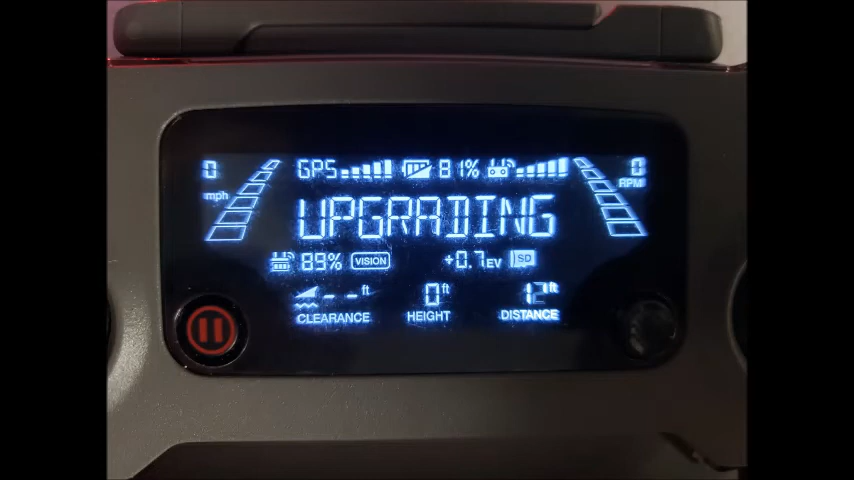 0 GPS 81% 0
mph RPM
UPGRADING
89% VISION +0.7EV SD
--ft 0ft 12ft
CLEARANCE HEIGHT DISTANCE